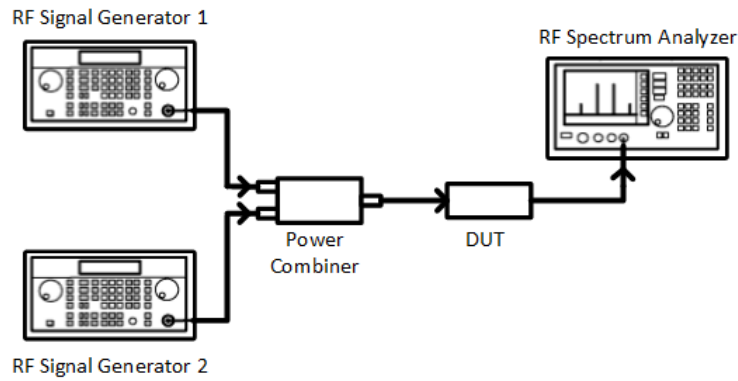 RF Signal Generator 1
RF Spectrum Analyzer
Power
Combiner
DUT
RF Signal Generator 2